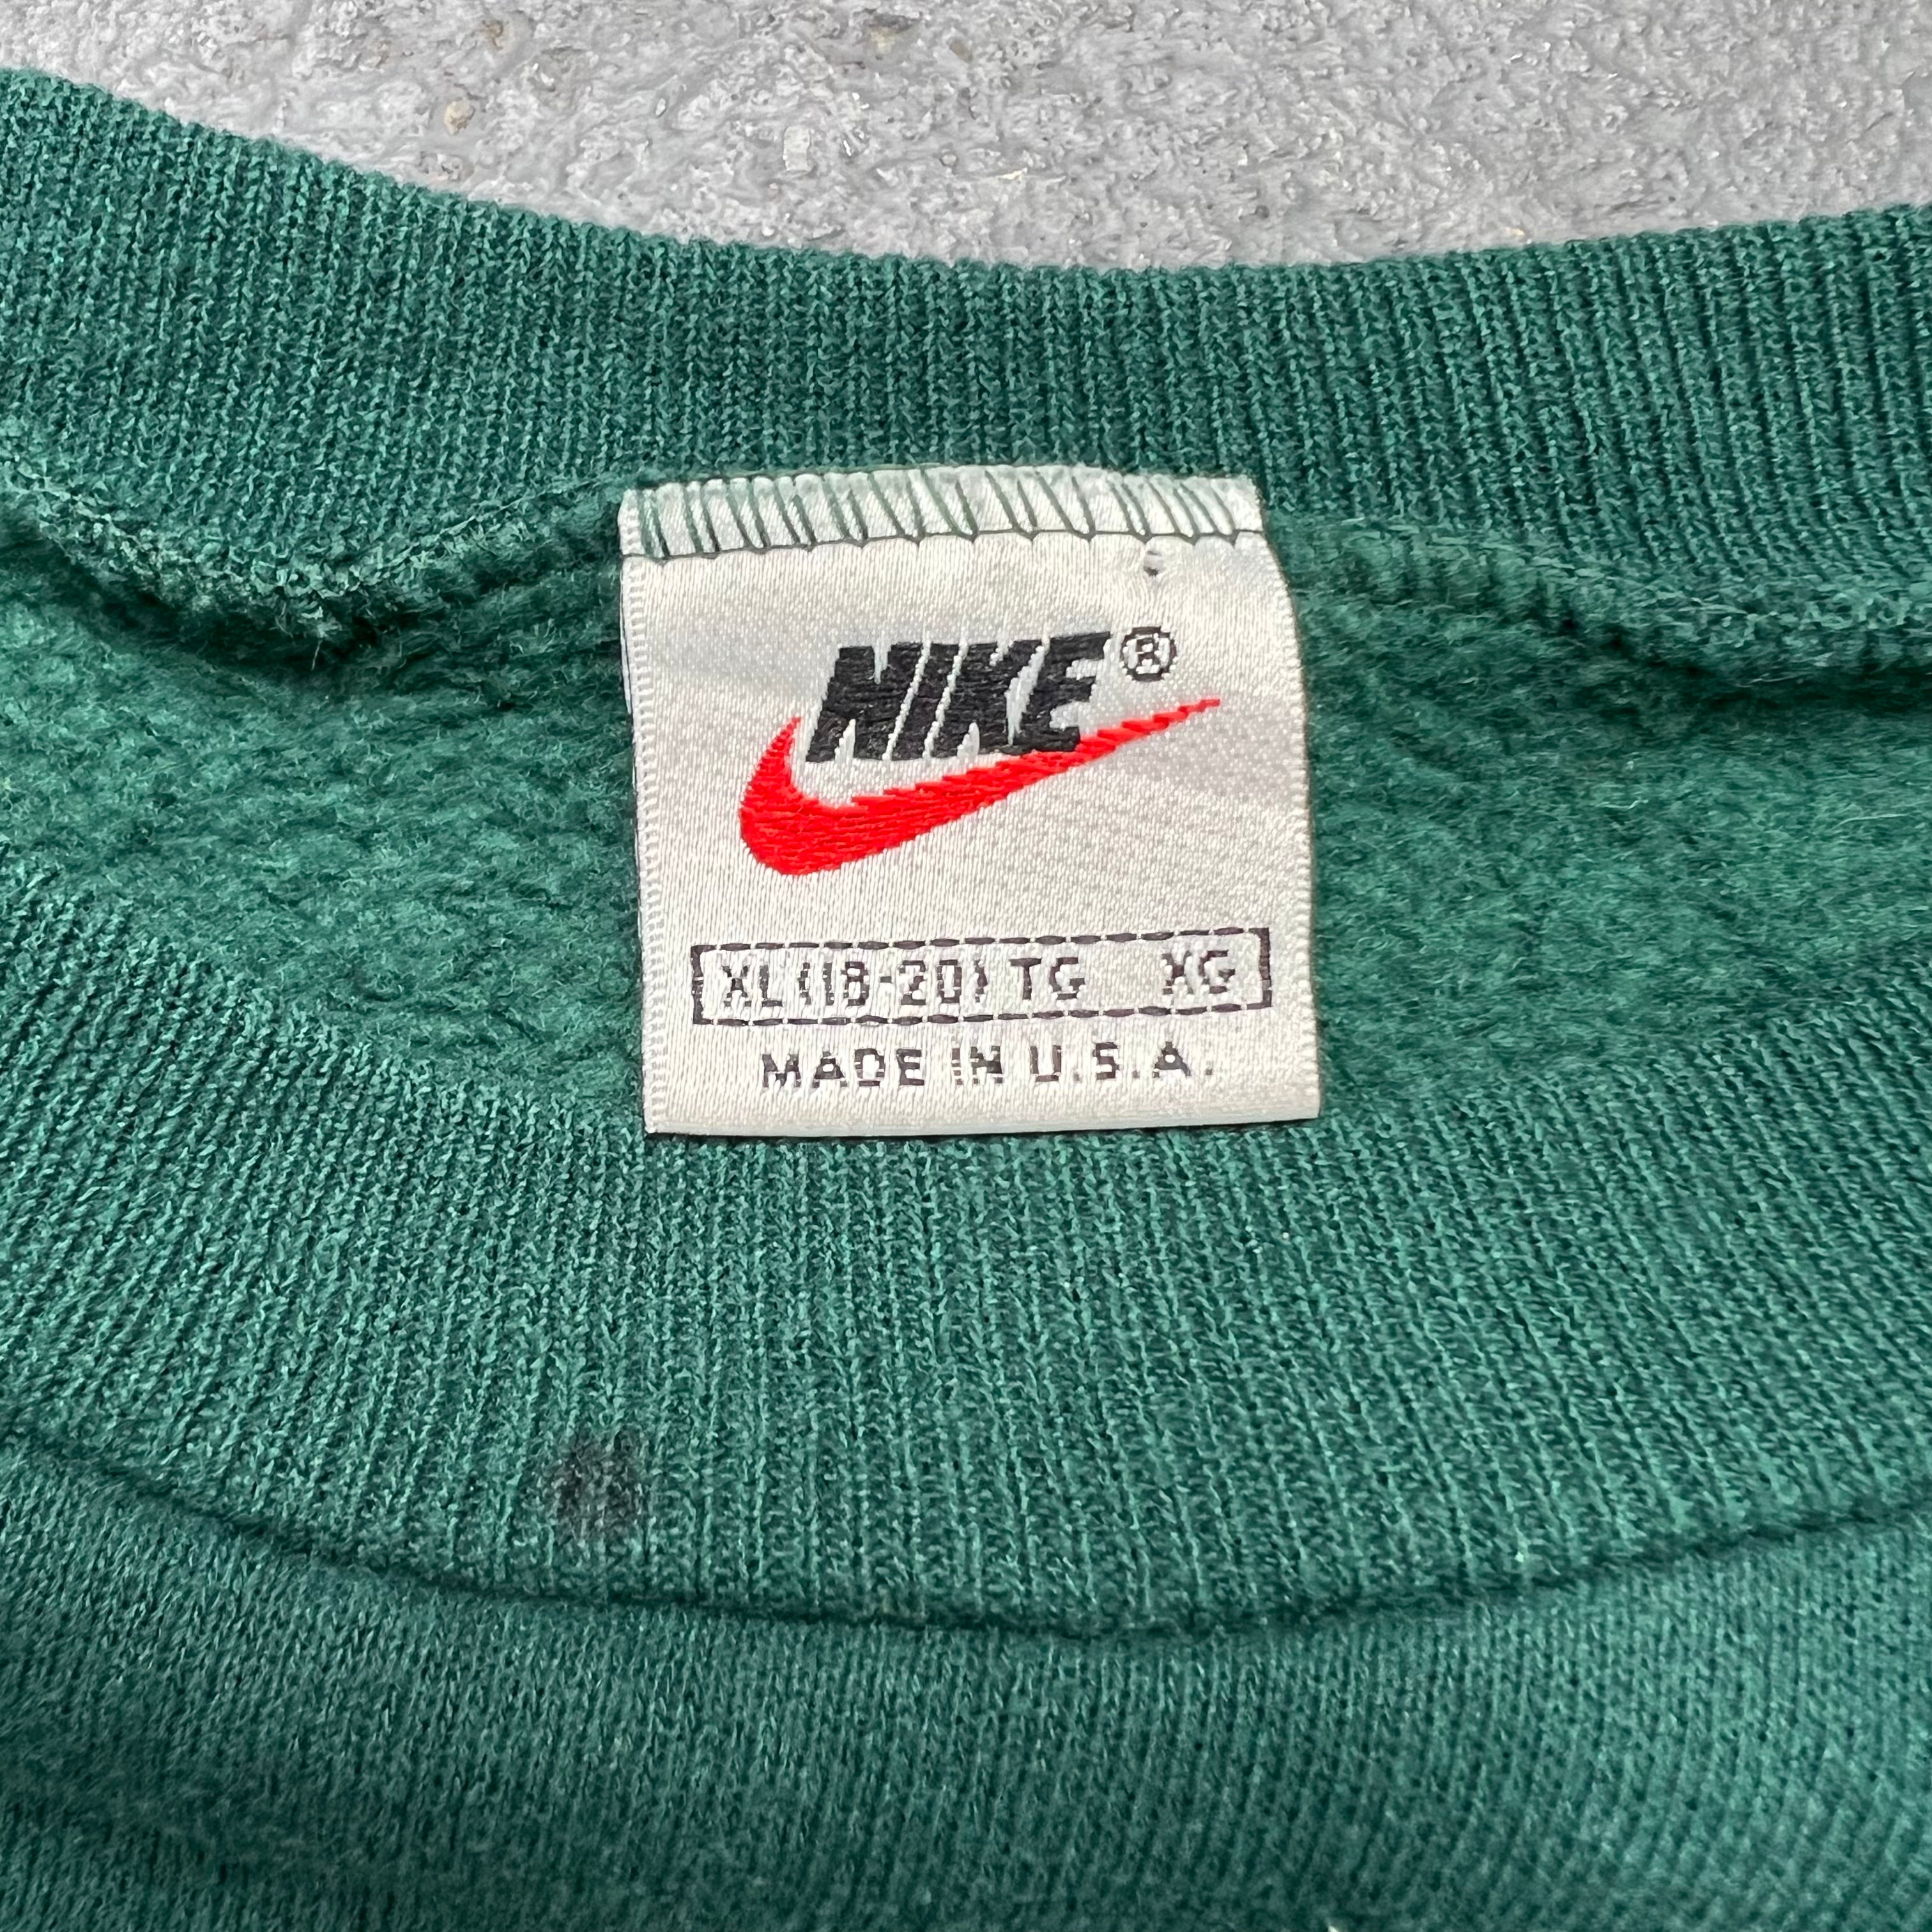 NIKE®
XL (18-20) TG XG
MADE IN U.S.A.